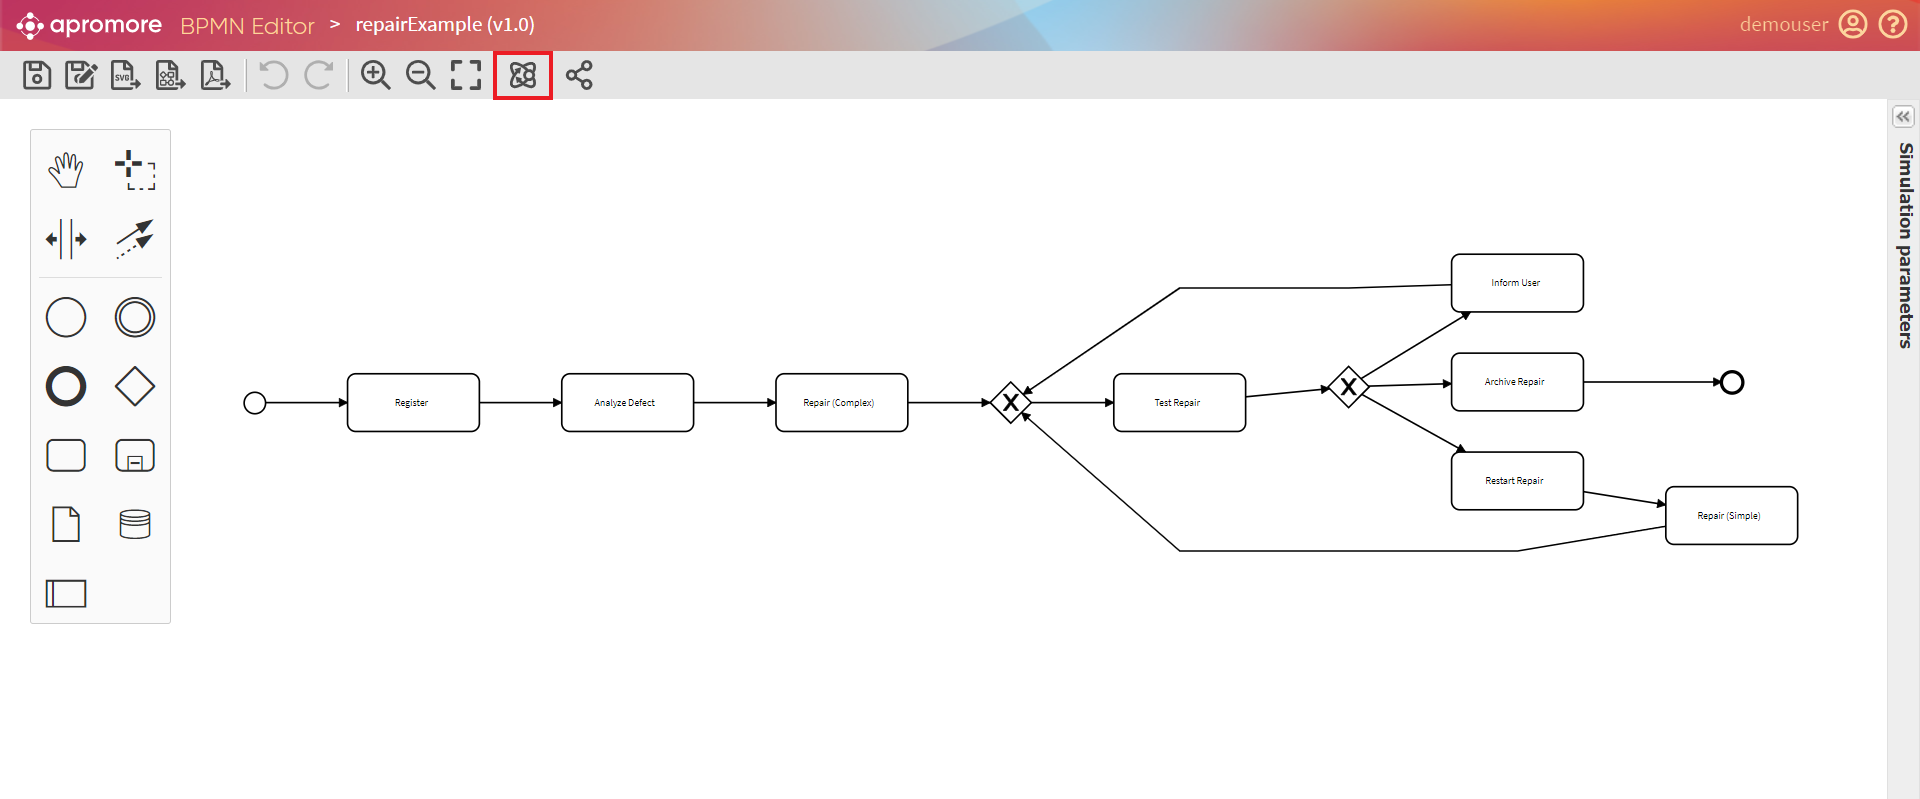 apromore BPMN Editor > repairExample (v1.0) demouser
SVG
Simulation parameters
Inform User
Archive Repair
Register
Analyze Defect
Repair (Complex)
X
Test Repair
X
Restart Repair
Repair (Simple)